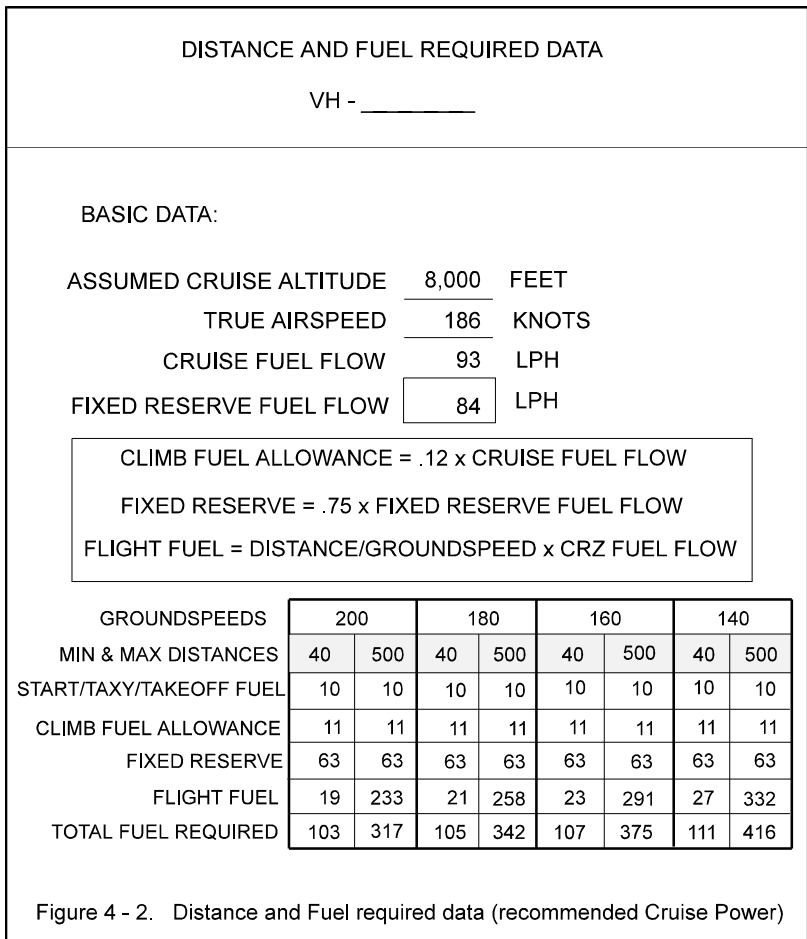 DISTANCE AND FUEL REQUIRED DATA
VH - _ _ _ _ _ _
BASIC DATA:
ASSUMED CRUISE ALTITUDE 8,000 FEET
TRUE AIRSPEED 186 KNOTS
CRUISE FUEL FLOW 93 LPH
FIXED RESERVE FUEL FLOW 84 LPH
CLIMB FUEL ALLOWANCE = .12 x CRUISE FUEL FLOW
FIXED RESERVE = .75 x FIXED RESERVE FUEL FLOW
FLIGHT FUEL = DISTANCE/GROUNDSPEED x CRZ FUEL FLOW
GROUNDSPEEDS 200 180 160 140
MIN & MAX DISTANCES 40 500 40 500 40 500 40 500
START/TAXY/TAKEOFF FUEL 10 10 10 10 10 10 10 10
CLIMB FUEL ALLOWANCE 11 11 11 11 11 11 11 11
FIXED RESERVE 63 63 63 63 63 63 63 63
FLIGHT FUEL 19 233 21 258 23 291 27 332
TOTAL FUEL REQUIRED 103 317 105 342 107 375 111 416
Figure 4 - 2. Distance and Fuel required data (recommended Cruise Power)